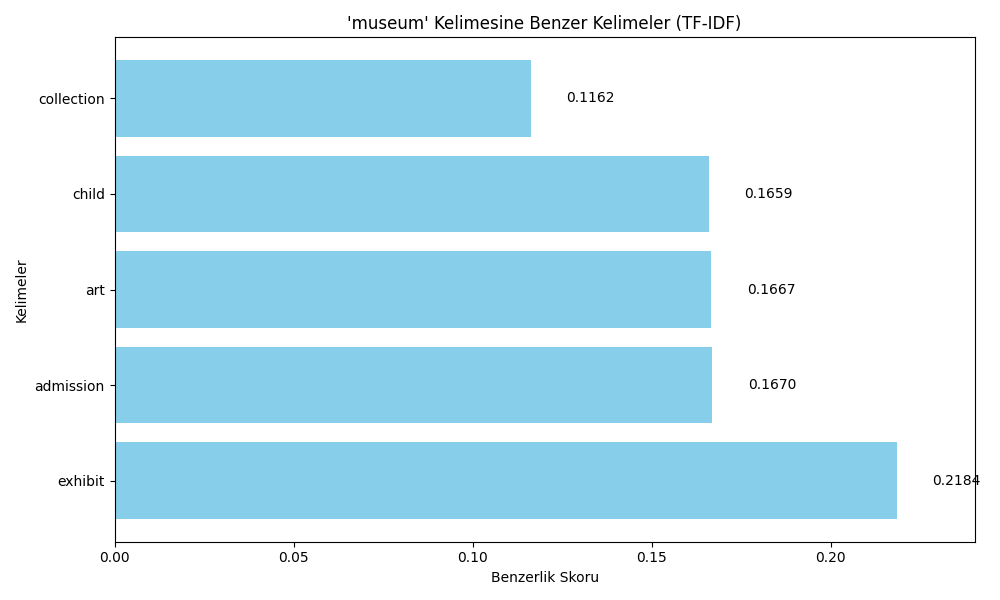 'museum' Kelimesine Benzer Kelimeler (TF-IDF)
collection
0.1162
child
0.1659
art
0.1667
admission
0.1670
exhibit
0.2184
Kelimeler
0.00
0.05
0.10
0.15
0.20
Benzerlik Skoru